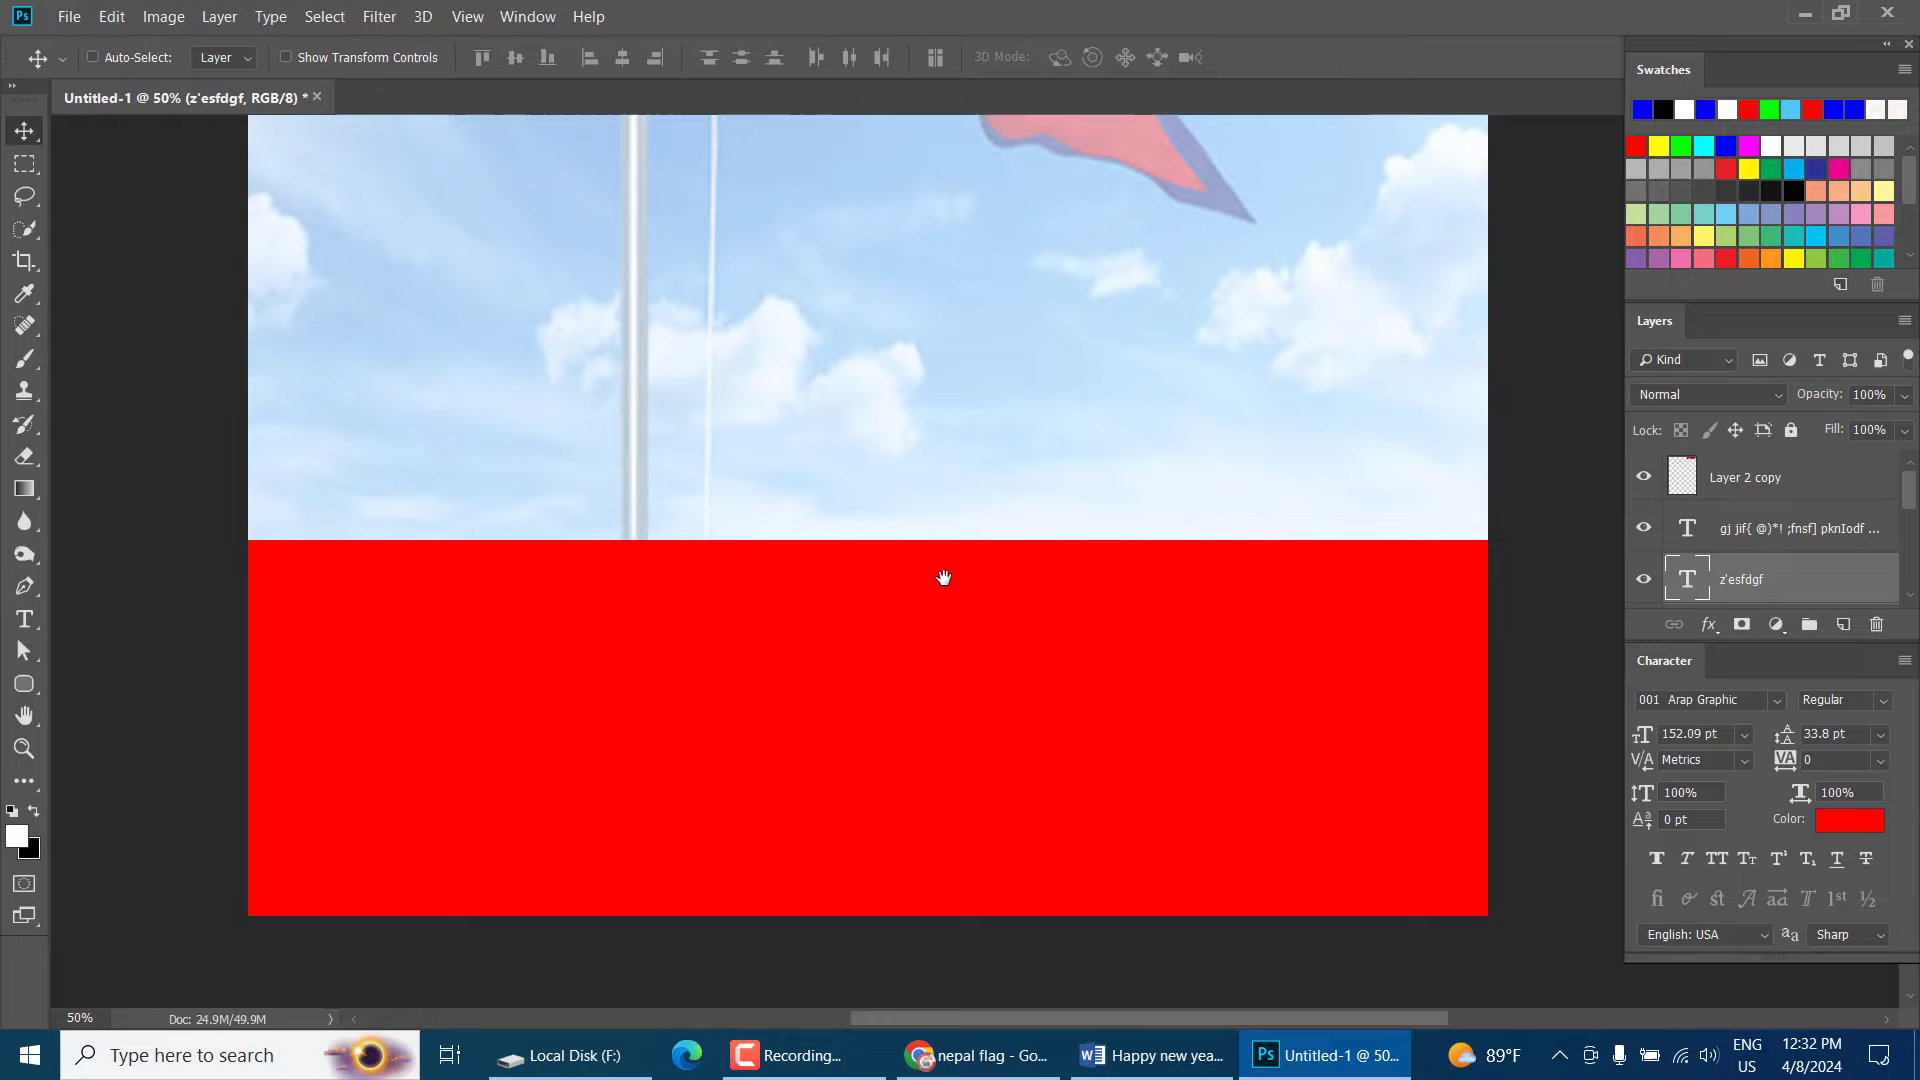 Ps File Edit Image Layer Type Select Filter 3D View Window Help
Auto-Select: Layer Show Transform Controls 3D Mode:
Untitled-1 @ 50% (z'esfdgf, RGB/8) *
Swatches
Layers
Kind
Normal Opacity: 100%
Lock: Fill: 100%
Layer 2 copy
gj jif{ @)*! ;fnsf] pknIodf ...
z'esfdgf
Character
001 Arap Graphic Regular
152.09 pt 33.8 pt
Metrics 0
100% 100%
0 pt Color:
English: USA Sharp
50% Doc: 24.9M/49.9M
Type here to search Local Disk (F:) Recording... nepal flag - Go... Happy new yea... Untitled-1 @ 50... 89°F ENG US 12:32 PM 4/8/2024